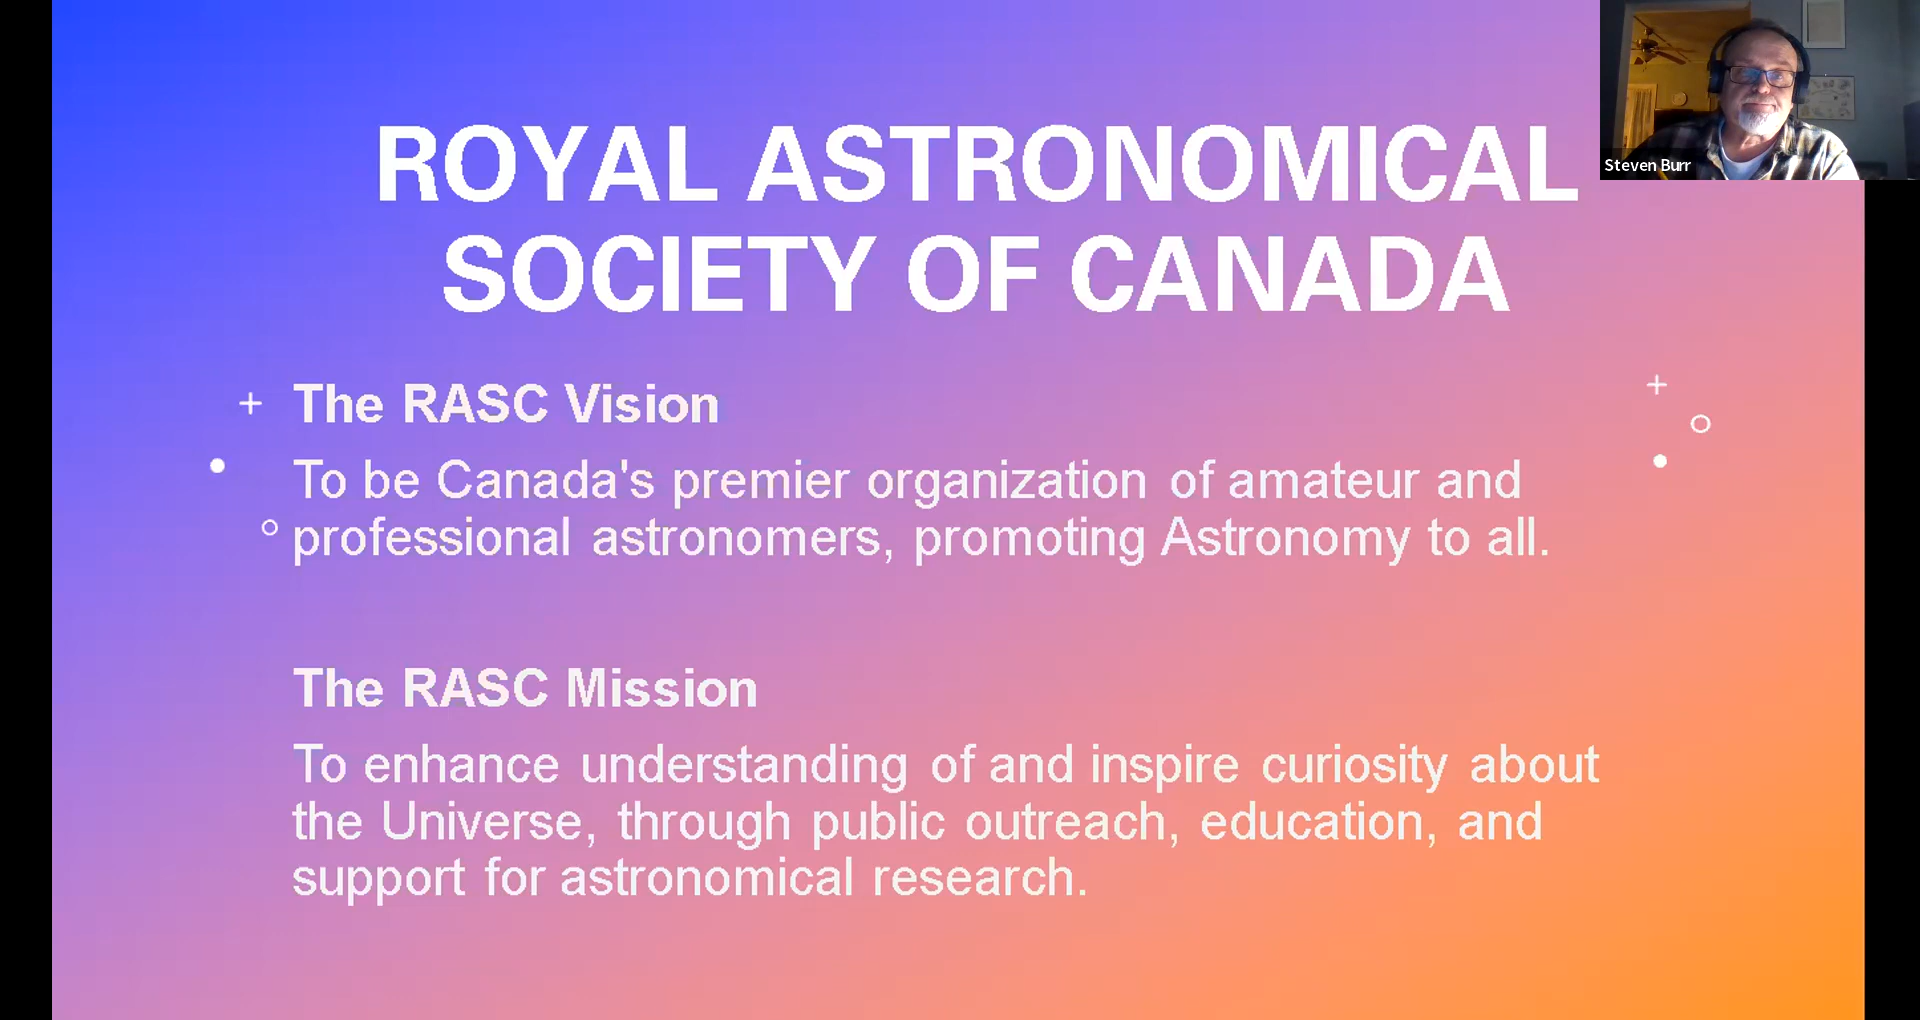 ROYAL ASTRONOMICAL
SOCIETY OF CANADA
Steven Burr
The RASC Vision
To be Canada's premier organization of amateur and
professional astronomers, promoting Astronomy to all.
The RASC Mission
To enhance understanding of and inspire curiosity about
the Universe, through public outreach, education, and
support for astronomical research.